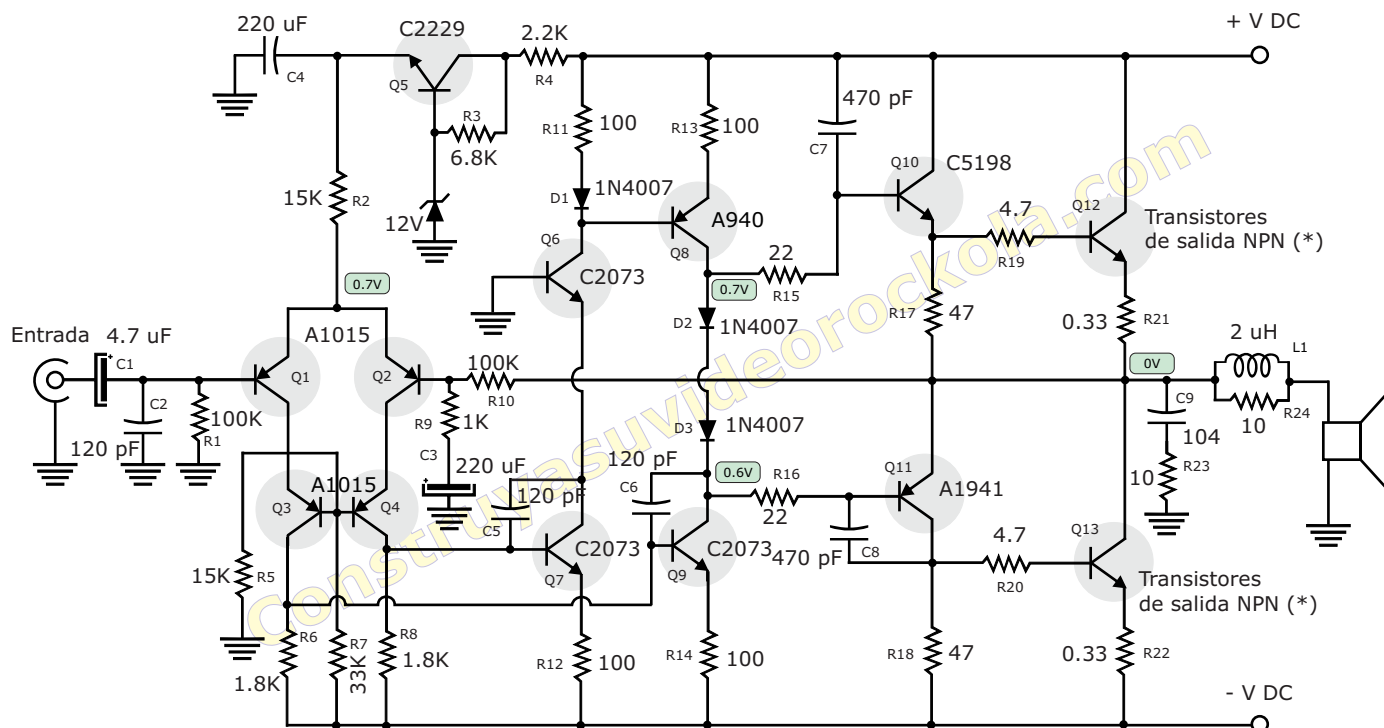 220 uF
C4
C2229
Q5
2.2K
R4
+ V DC
R3
6.8K
12V
15K
R2
R11
100
R13
100
470 pF
C7
D1
1N4007
Q6
C2073
Q8
A940
Q10
C5198
4.7
R19
Q12
Transistores
de salida NPN (*)
0.7V
0.7V
22
R15
R17
47
0.33
R21
Entrada
4.7 uF
C1
A1015
Q1
Q2
D2
1N4007
2 uH
L1
0V
100K
R10
C2
120 pF
100K
R1
R9
1K
C9
104
10
R24
D3
1N4007
C3
220 uF
120 pF
C6
0.6V
R16
22
Q11
A1941
10
R23
A1015
Q3
Q4
120 pF
C5
C2073
Q7
C2073
Q9
470 pF
C8
4.7
R20
Q13
Transistores
de salida NPN (*)
15K
R5
R6
1.8K
R7
33K
R8
1.8K
R12
100
R14
100
R18
47
0.33
R22
- V DC
Construyasuvideorockola.com